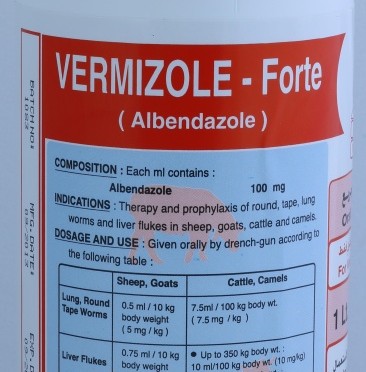 VERMIZOLE - Forte
( Albendazole )
COMPOSITION : Each ml contains :
Albendazole 100 mg
INDICATIONS : Therapy and prophylaxis of round, tape, lung
worms and liver flukes in sheep, goats, cattle and camels.
DOSAGE AND USE : Given orally by drench-gun according to
the following table :
Sheep, Goats Cattle, Camels
Lung, Round 0.5 ml / 10 kg 7.5ml / 100 kg body wt.
Tape Worms body weight ( 7.5 mg / kg )
( 5 mg / kg )
Liver Flukes 0.75 ml / 10 kg ● Up to 350 kg body wt. :
body weight 10 ml/100 kg body wt. (10 mg/kg)
BATCH NO:
MFG. DATE:
EXP. D